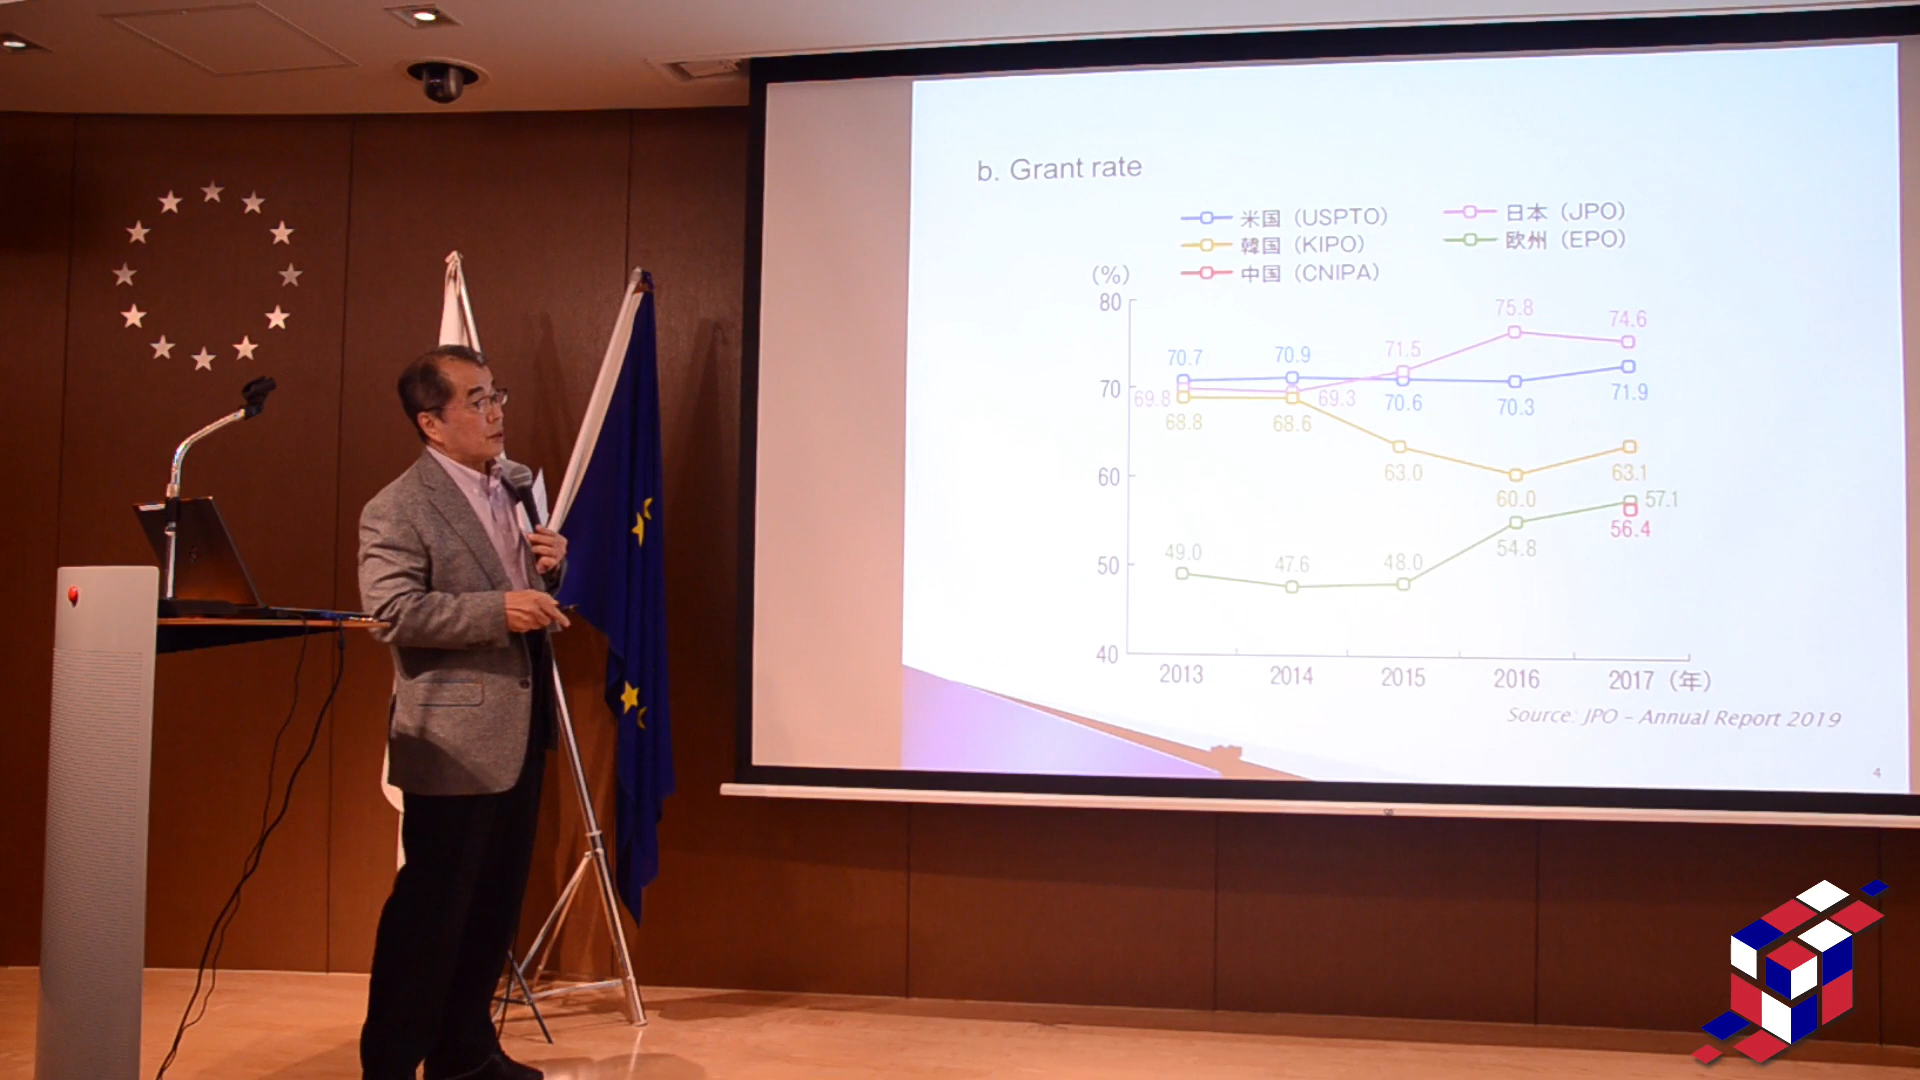 b. Grant rate
米国（USPTO） 日本（JPO）
韓国（KIPO） 欧州（EPO）
中国（CNIPA）
(%)
80
75.8
74.6
70.7 70.9 71.5
70
69.8 69.3 70.6 70.3 71.9
68.8 68.6
63.0 63.1
60
60.0 57.1
56.4
54.8
50
49.0 47.6 48.0
40
2013 2014 2015 2016 2017（年）
Source: JPO – Annual Report 2019
4